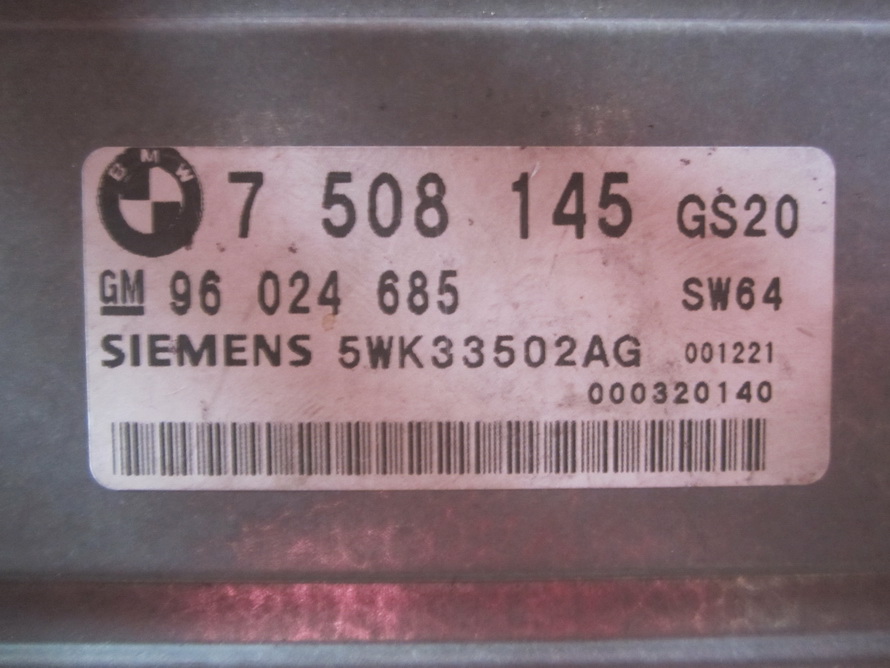 BMW 7 508 145 GS20
GM 96 024 685 SW64
SIEMENS 5WK33502AG 001221
000320140